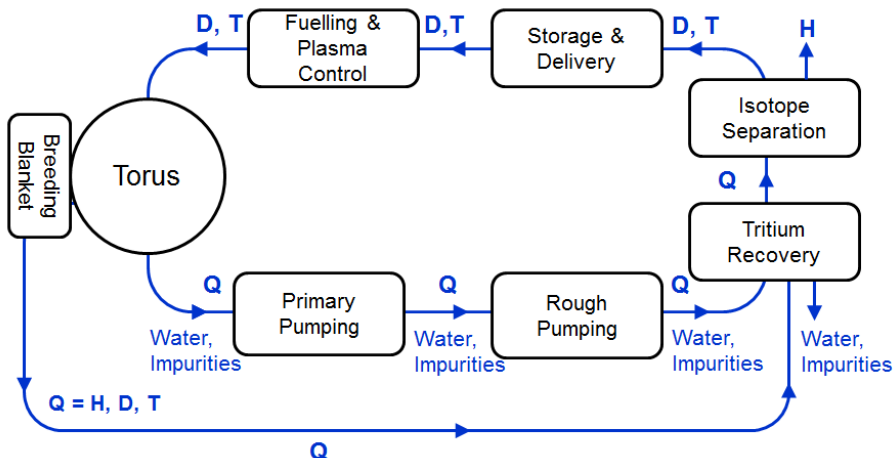 D, T
Fuelling &
Plasma
Control
D,T
Storage &
Delivery
D, T
H
Isotope
Separation
Breeding
Blanket
Torus
Q
Tritium
Recovery
Q
Primary
Pumping
Q
Rough
Pumping
Q
Water,
Impurities
Water,
Impurities
Water,
Impurities
Water,
Impurities
Q = H, D, T
Q